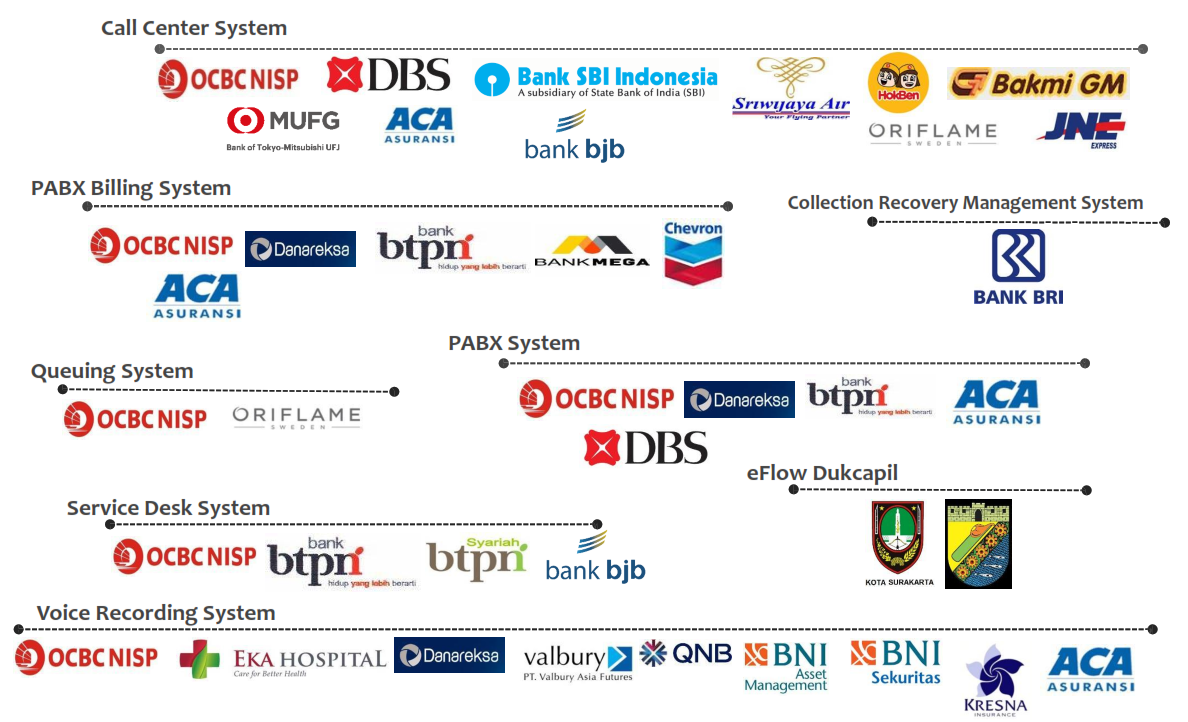 Call Center System
OCBC NISP
DBS
Bank SBI Indonesia
A subsidiary of State Bank of India (SBI)
Sriwijaya Air
Your Flying Partner
HokBen
Bakmi GM
MUFG
Bank of Tokyo-Mitsubishi UFJ
ACA
ASURANSI
bank bjb
ORIFLAME
SWEDEN
JNE
EXPRESS
PABX Billing System
OCBC NISP
Danareksa
bank
btpn
hidup yang lebih berarti
BANKMEGA
Chevron
ACA
ASURANSI
Collection Recovery Management System
BANK BRI
Queuing System
OCBC NISP
ORIFLAME
SWEDEN
PABX System
OCBC NISP
Danareksa
bank
btpn
hidup yang lebih berarti
ACA
ASURANSI
DBS
eFlow Dukcapil
KOTA SURAKARTA
Service Desk System
OCBC NISP
bank
btpn
hidup yang lebih berarti
Syariah
btpn
bank bjb
Voice Recording System
OCBC NISP
EKA HOSPITAL
Care for Better Health
Danareksa
valbury
PT. Valbury Asia Futures
QNB
BNI
Asset
Management
BNI
Sekuritas
KRESNA
INSURANCE
ACA
ASURANSI